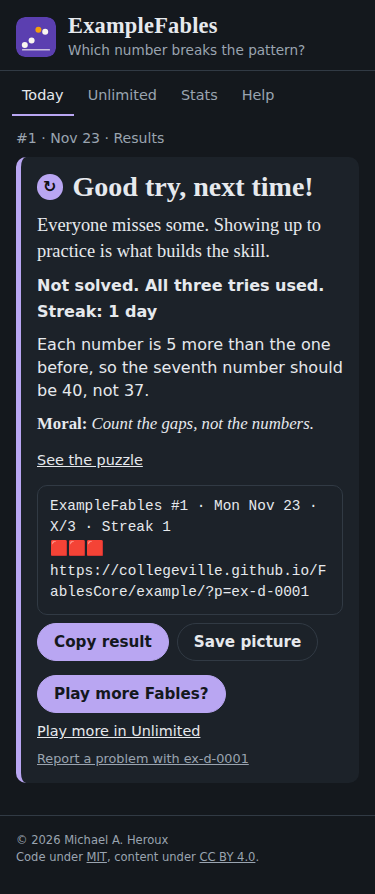 ExampleFables
Which number breaks the pattern?
Today Unlimited Stats Help
#1 · Nov 23 · Results
↻ Good try, next time!
Everyone misses some. Showing up to
practice is what builds the skill.
Not solved. All three tries used.
Streak: 1 day
Each number is 5 more than the one
before, so the seventh number should
be 40, not 37.
Moral: Count the gaps, not the numbers.
See the puzzle
ExampleFables #1 · Mon Nov 23 ·
X/3 · Streak 1
🟥🟥🟥
https://collegeville.github.io/F
ablesCore/example/?p=ex-d-0001
Copy result Save picture
Play more Fables?
Play more in Unlimited
Report a problem with ex-d-0001
© 2026 Michael A. Heroux
Code under MIT, content under CC BY 4.0.